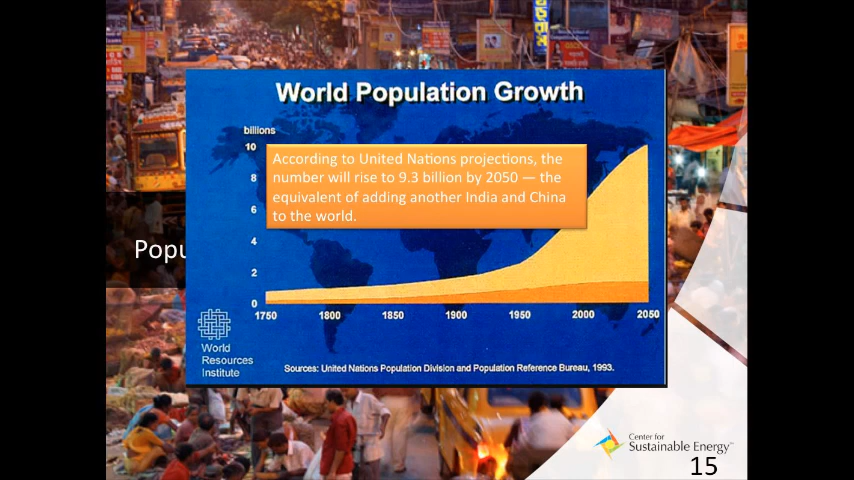 World Population Growth
billions
10
According to United Nations projections, the
number will rise to 9.3 billion by 2050 — the
equivalent of adding another India and China
to the world.
8
6
4
2
0
1750 1800 1850 1900 1950 2000 2050
Popu
World
Resources
Institute
Sources: United Nations Population Division and Population Reference Bureau, 1993.
Center for
Sustainable Energy™
15